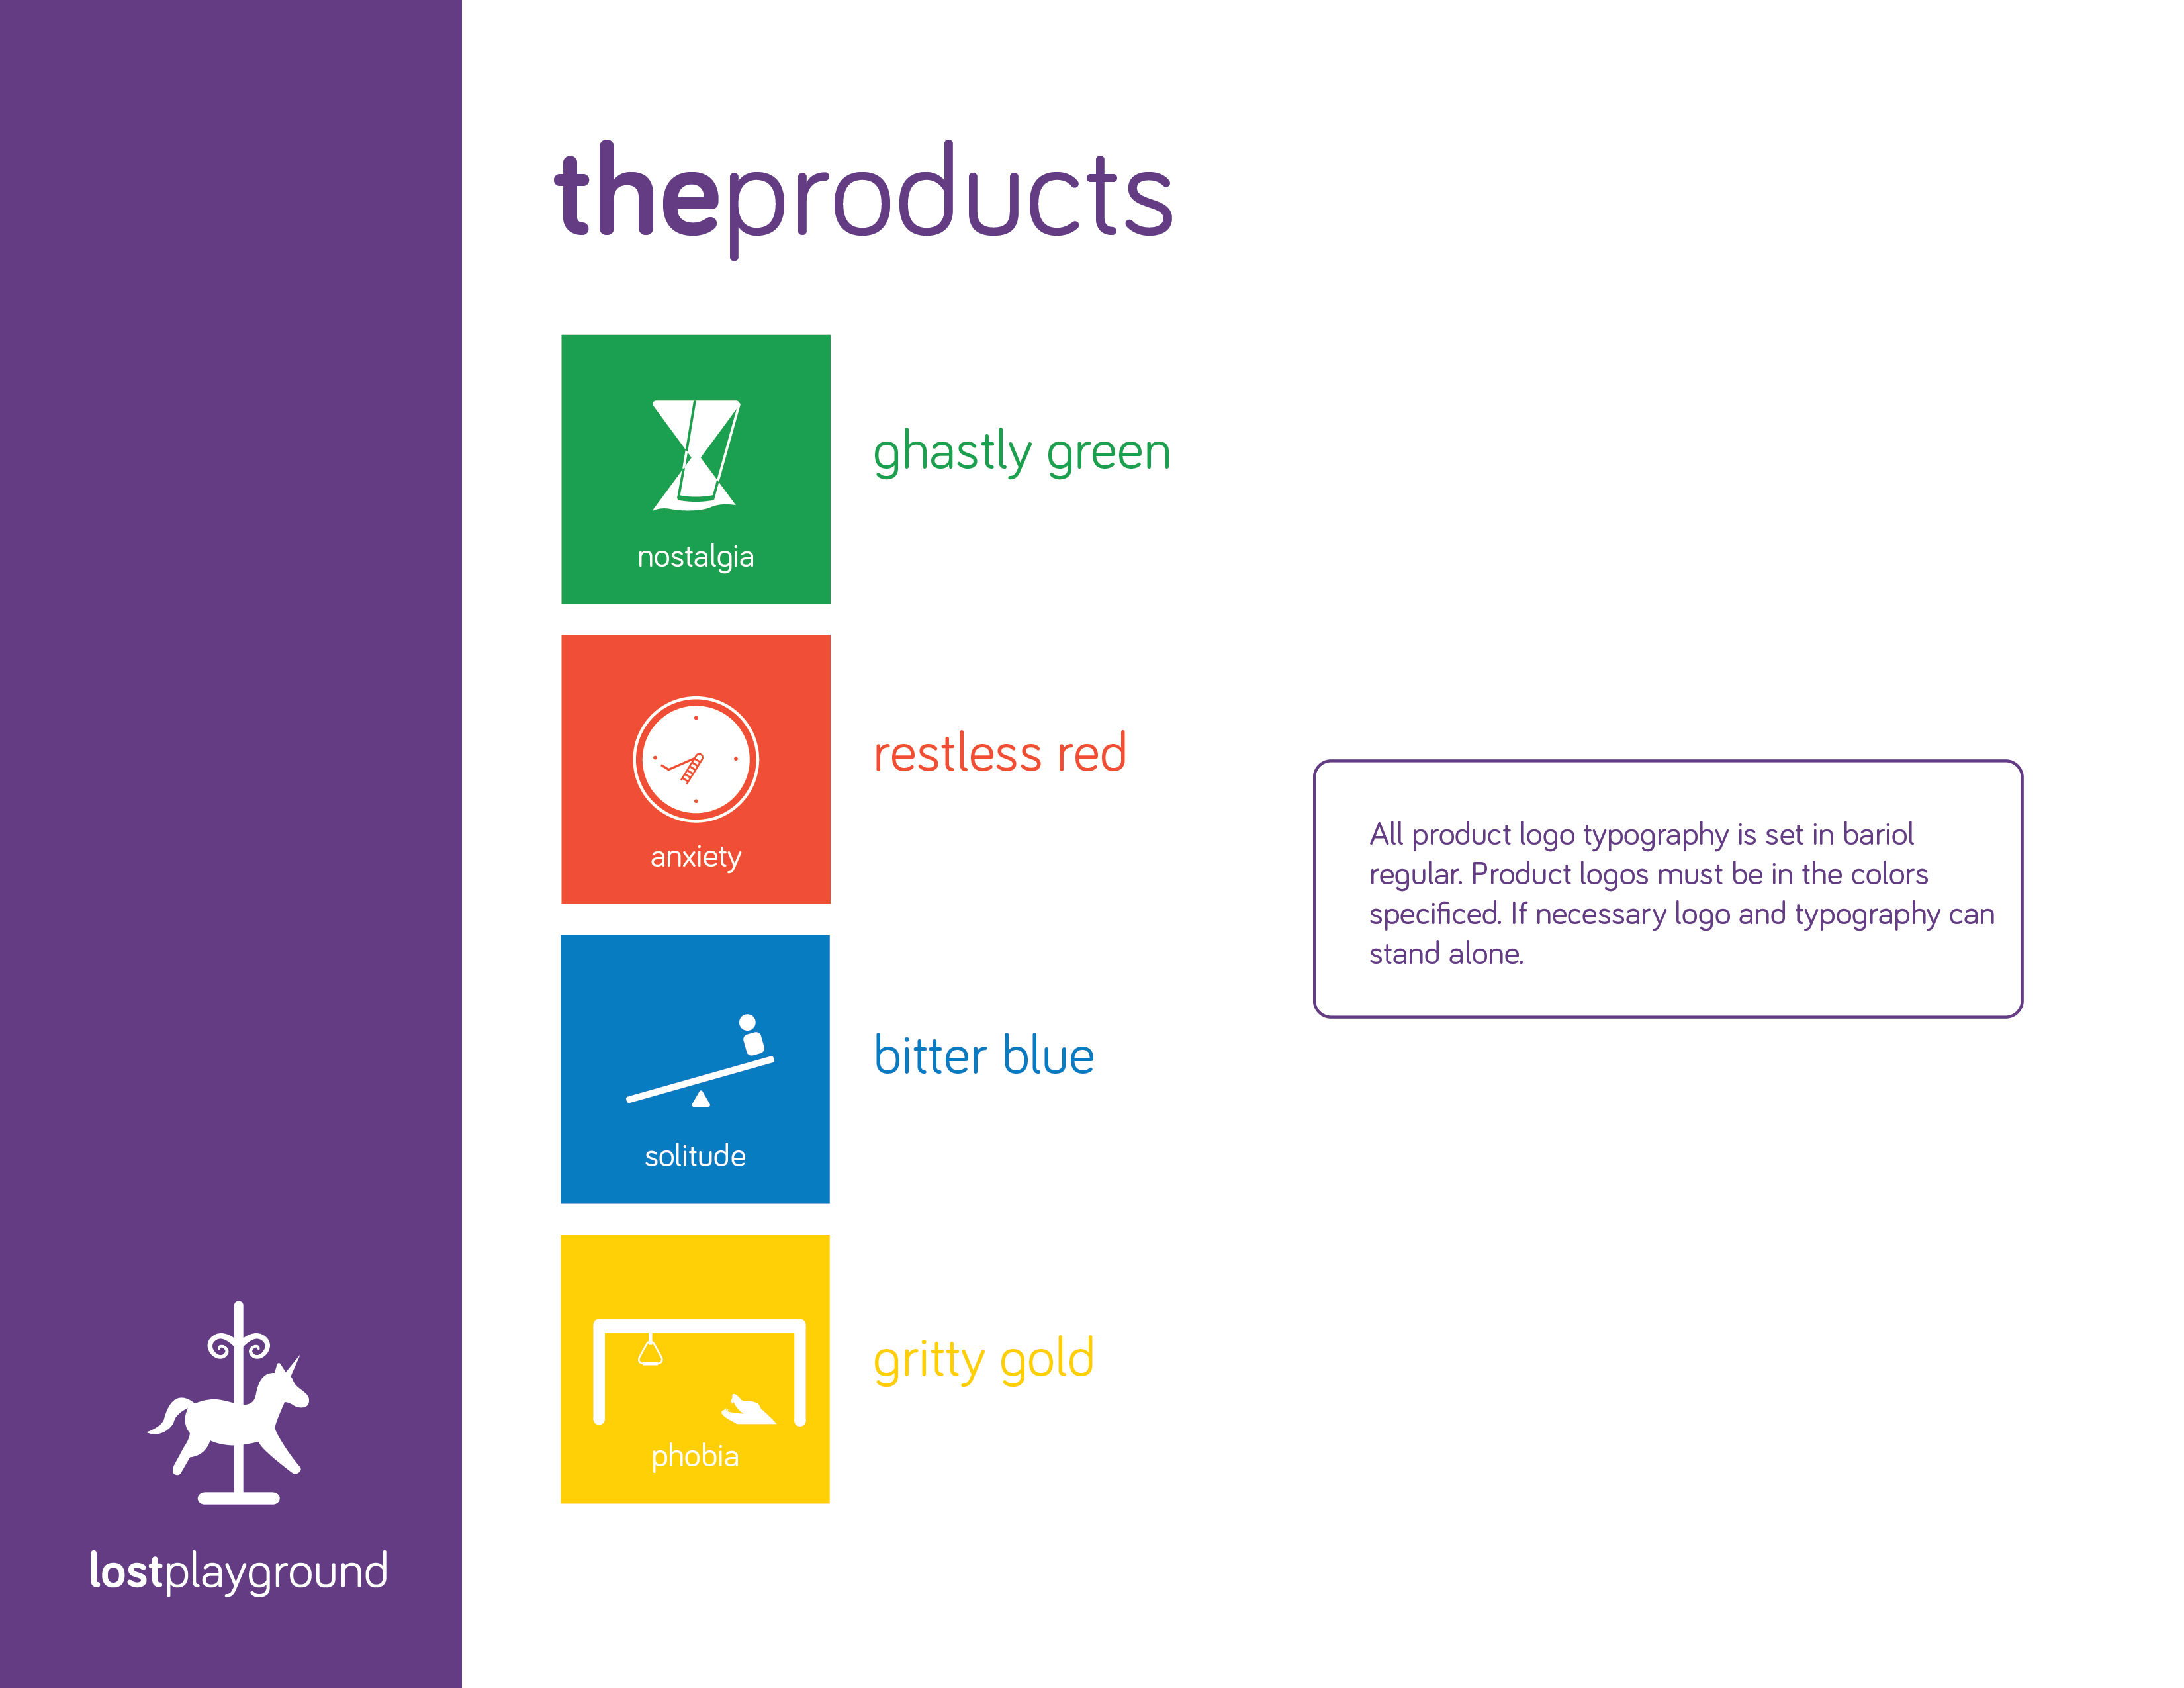 theproducts
nostalgia
ghastly green
anxiety
restless red
solitude
bitter blue
phobia
gritty gold
All product logo typography is set in bariol
regular. Product logos must be in the colors
specificed. If necessary logo and typography can
stand alone.
lostplayground